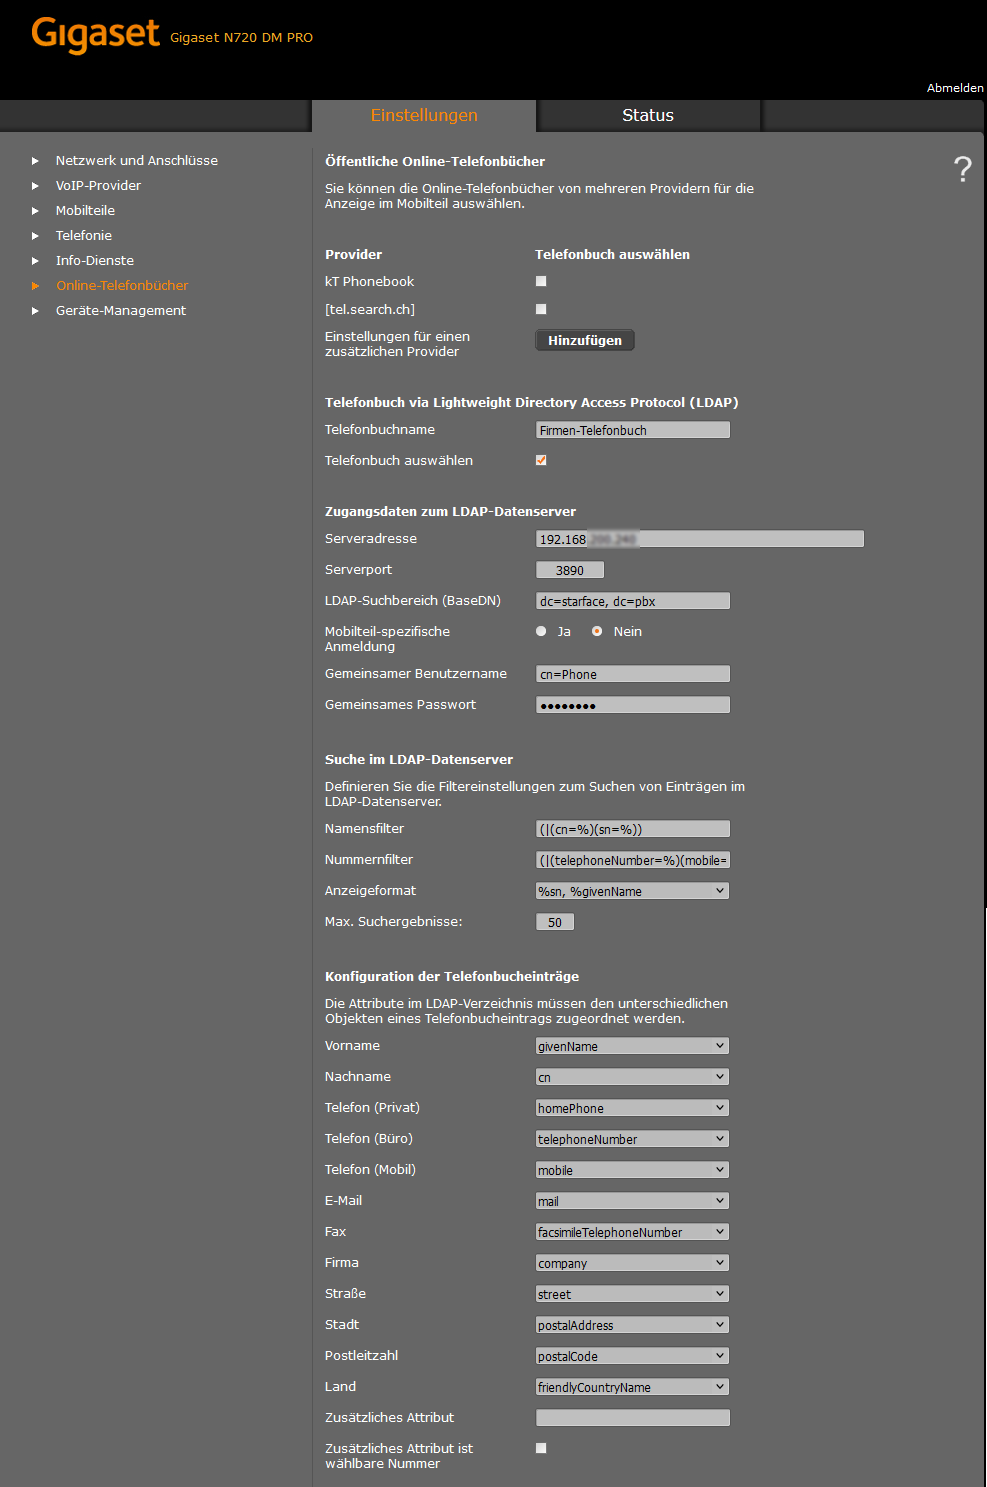 Gigaset Gigaset N720 DM PRO
Abmelden
Einstellungen Status
Netzwerk und Anschlüsse
VoIP-Provider
Mobilteile
Telefonie
Info-Dienste
Online-Telefonbücher
Geräte-Management
?
Öffentliche Online-Telefonbücher
Sie können die Online-Telefonbücher von mehreren Providern für die
Anzeige im Mobilteil auswählen.
Provider Telefonbuch auswählen
kT Phonebook
[tel.search.ch]
Einstellungen für einen
zusätzlichen Provider Hinzufügen
Telefonbuch via Lightweight Directory Access Protocol (LDAP)
Telefonbuchname Firmen-Telefonbuch
Telefonbuch auswählen
Zugangsdaten zum LDAP-Datenserver
Serveradresse 192.168
Serverport 3890
LDAP-Suchbereich (BaseDN) dc=starface, dc=pbx
Mobilteil-spezifische
Anmeldung Ja Nein
Gemeinsamer Benutzername cn=Phone
Gemeinsames Passwort ••••••••
Suche im LDAP-Datenserver
Definieren Sie die Filtereinstellungen zum Suchen von Einträgen im
LDAP-Datenserver.
Namensfilter (|(cn=%)(sn=%))
Nummernfilter (|(telephoneNumber=%)(mobile=
Anzeigeformat %sn, %givenName
Max. Suchergebnisse: 50
Konfiguration der Telefonbucheinträge
Die Attribute im LDAP-Verzeichnis müssen den unterschiedlichen
Objekten eines Telefonbucheintrags zugeordnet werden.
Vorname givenName
Nachname cn
Telefon (Privat) homePhone
Telefon (Büro) telephoneNumber
Telefon (Mobil) mobile
E-Mail mail
Fax facsimileTelephoneNumber
Firma company
Straße street
Stadt postalAddress
Postleitzahl postalCode
Land friendlyCountryName
Zusätzliches Attribut
Zusätzliches Attribut ist
wählbare Nummer